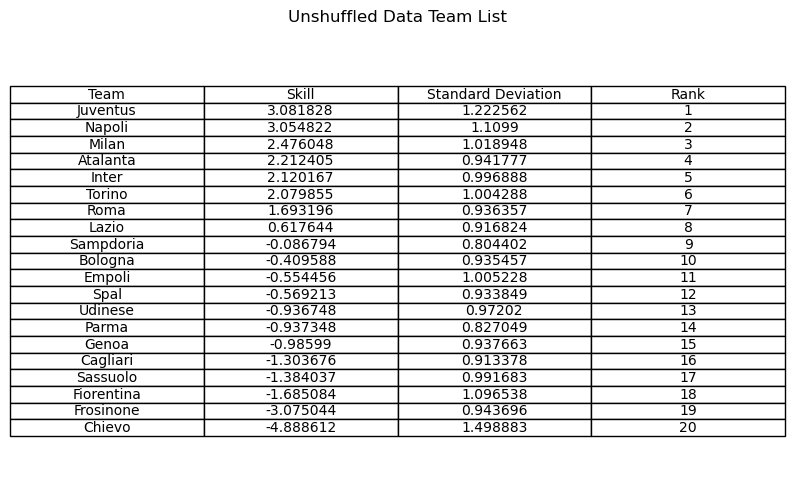 Unshuffled Data Team List
Team Skill Standard Deviation Rank
Juventus 3.081828 1.222562 1
Napoli 3.054822 1.1099 2
Milan 2.476048 1.018948 3
Atalanta 2.212405 0.941777 4
Inter 2.120167 0.996888 5
Torino 2.079855 1.004288 6
Roma 1.693196 0.936357 7
Lazio 0.617644 0.916824 8
Sampdoria -0.086794 0.804402 9
Bologna -0.409588 0.935457 10
Empoli -0.554456 1.005228 11
Spal -0.569213 0.933849 12
Udinese -0.936748 0.97202 13
Parma -0.937348 0.827049 14
Genoa -0.98599 0.937663 15
Cagliari -1.303676 0.913378 16
Sassuolo -1.384037 0.991683 17
Fiorentina -1.685084 1.096538 18
Frosinone -3.075044 0.943696 19
Chievo -4.888612 1.498883 20